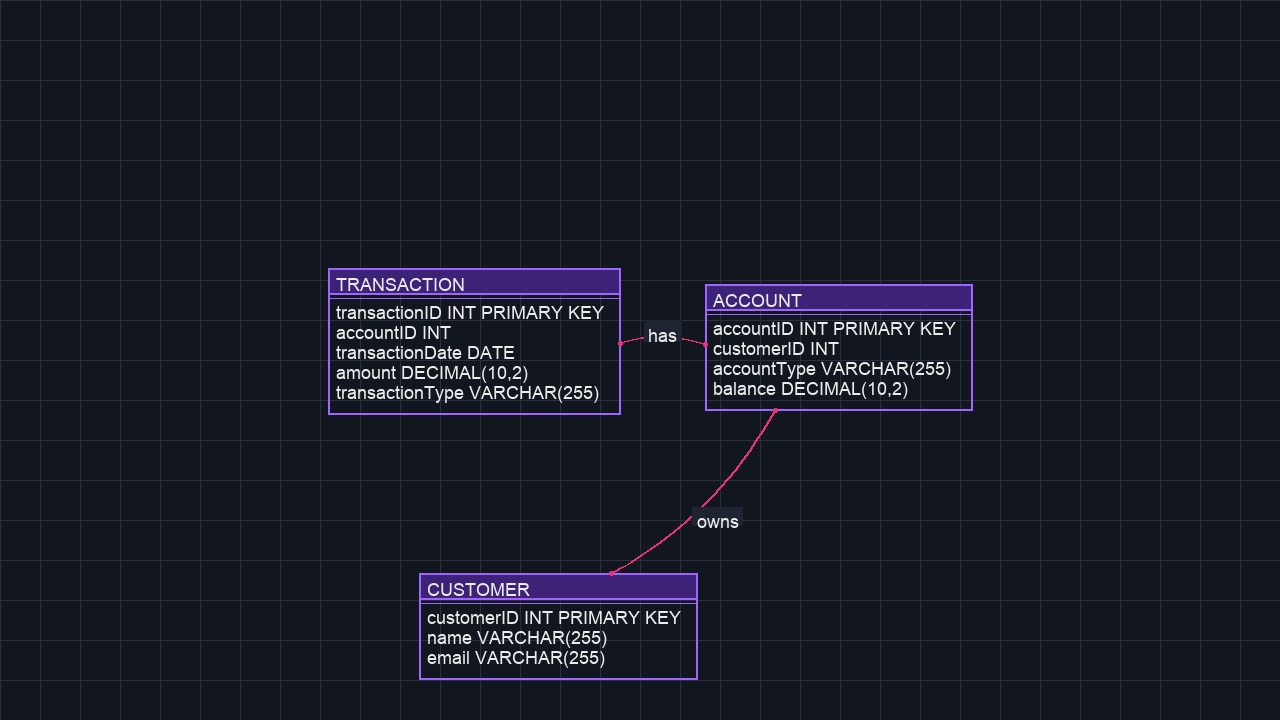 TRANSACTION
transactionID INT PRIMARY KEY
accountID INT
transactionDate DATE
amount DECIMAL(10,2)
transactionType VARCHAR(255)
has
ACCOUNT
accountID INT PRIMARY KEY
customerID INT
accountType VARCHAR(255)
balance DECIMAL(10,2)
owns
CUSTOMER
customerID INT PRIMARY KEY
name VARCHAR(255)
email VARCHAR(255)